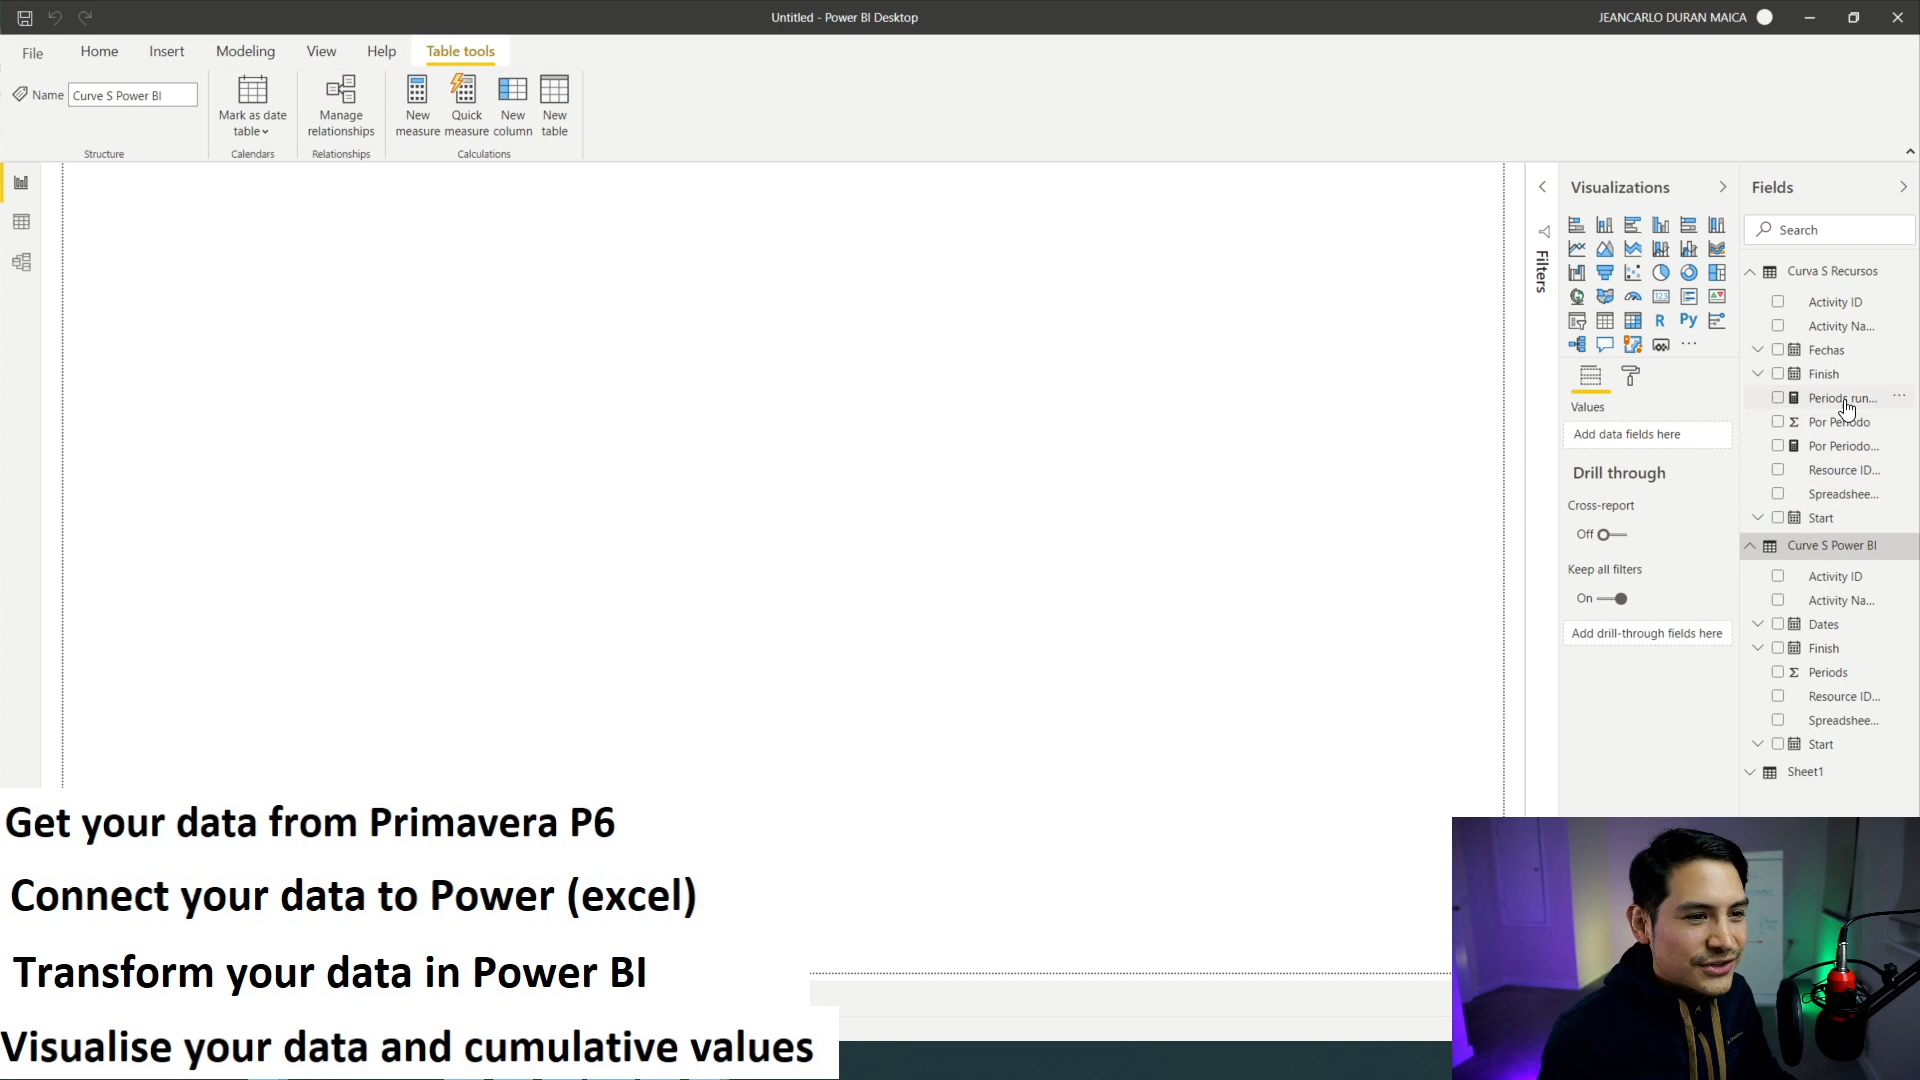 Untitled - Power BI Desktop
JEANCARLO DURAN MAICA
File Home Insert Modeling View Help Table tools
Name Curve S Power BI
Mark as date table
Manage relationships
New measure
Quick measure
New column
New table
Structure
Calendars
Relationships
Calculations
Filters
Visualizations
R
Py
Values
Add data fields here
Drill through
Cross-report
Off
Keep all filters
On
Add drill-through fields here
Fields
Search
Curva S Recursos
Activity ID
Activity Na...
Fechas
Finish
Periods run...
Por Periodo
Por Periodo...
Resource ID...
Spreadshee...
Start
Curve S Power BI
Activity ID
Activity Na...
Dates
Finish
Periods
Resource ID...
Spreadshee...
Start
Sheet1
Get your data from Primavera P6
Connect your data to Power (excel)
Transform your data in Power BI
Visualise your data and cumulative values